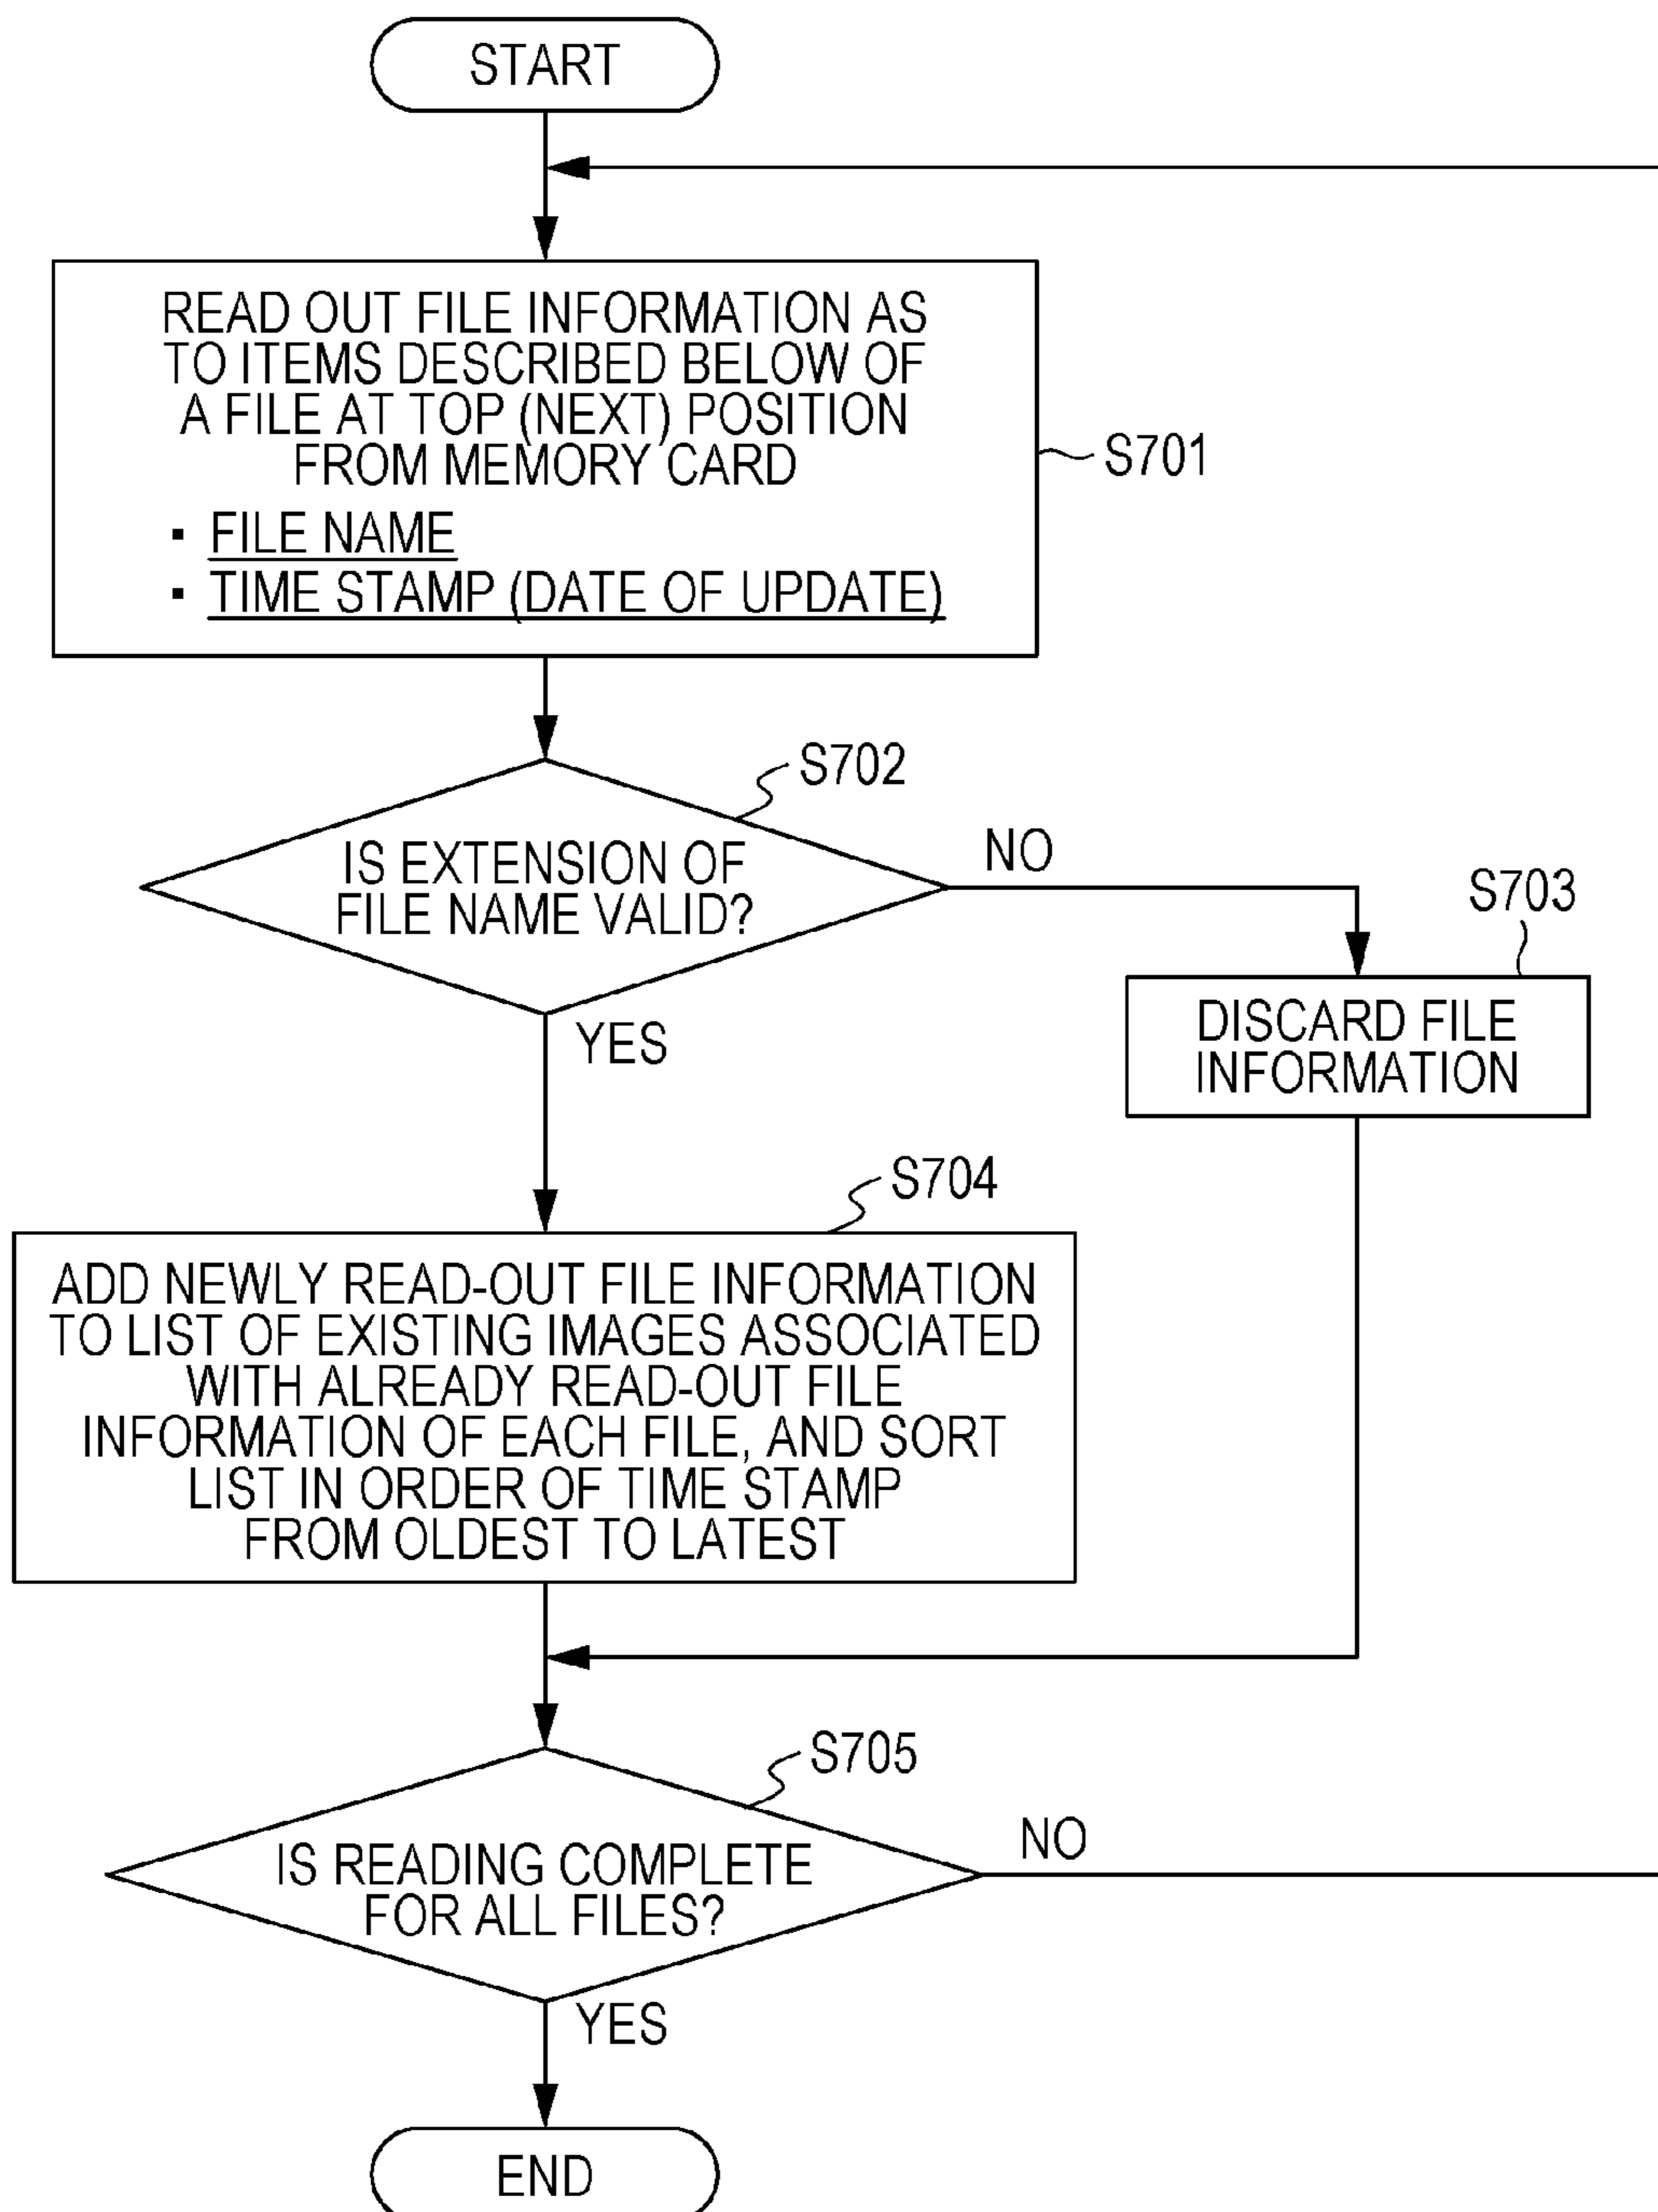 START
READ OUT FILE INFORMATION AS
TO ITEMS DESCRIBED BELOW OF
A FILE AT TOP (NEXT) POSITION
FROM MEMORY CARD
▪ FILE NAME
▪ TIME STAMP (DATE OF UPDATE)
S701
S702
IS EXTENSION OF
FILE NAME VALID?
NO
YES
S703
DISCARD FILE
INFORMATION
S704
ADD NEWLY READ-OUT FILE INFORMATION
TO LIST OF EXISTING IMAGES ASSOCIATED
WITH ALREADY READ-OUT FILE
INFORMATION OF EACH FILE, AND SORT
LIST IN ORDER OF TIME STAMP
FROM OLDEST TO LATEST
S705
IS READING COMPLETE
FOR ALL FILES?
NO
YES
END